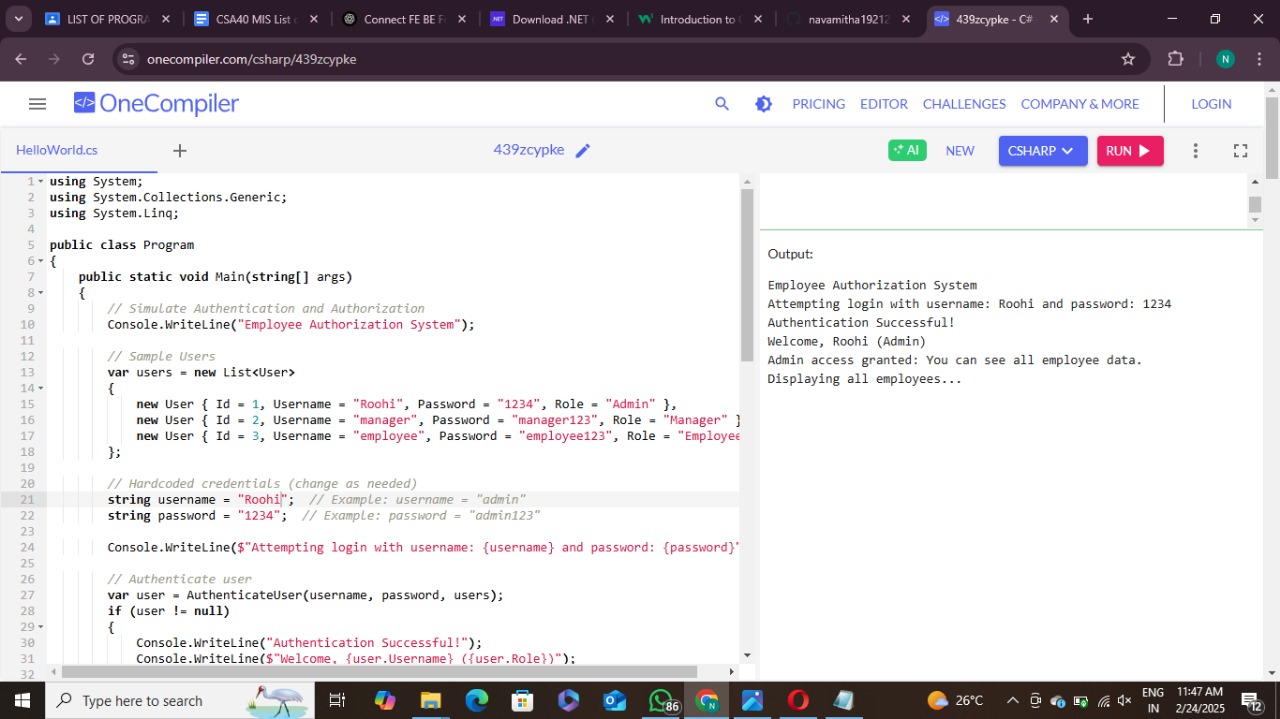 LIST OF PROGRA
CSA40 MIS List c
Connect FE BE F
Download .NET
Introduction to
navamitha19212
439zcypke - C#
onecompiler.com/csharp/439zcypke
N
</> OneCompiler
PRICING EDITOR CHALLENGES COMPANY & MORE LOGIN
HelloWorld.cs
439zcypke
AI NEW CSHARP RUN
1 using System;
2 using System.Collections.Generic;
3 using System.Linq;
4
5 public class Program
6 {
7 public static void Main(string[] args)
8 {
9 // Simulate Authentication and Authorization
10 Console.WriteLine("Employee Authorization System");
11
12 // Sample Users
13 var users = new List<User>
14 {
15 new User { Id = 1, Username = "Roohi", Password = "1234", Role = "Admin" },
16 new User { Id = 2, Username = "manager", Password = "manager123", Role = "Manager" }
17 new User { Id = 3, Username = "employee", Password = "employee123", Role = "Employee
18 };
19
20 // Hardcoded credentials (change as needed)
21 string username = "Roohi"; // Example: username = "admin"
22 string password = "1234"; // Example: password = "admin123"
23
24 Console.WriteLine($"Attempting login with username: {username} and password: {password}"
25
26 // Authenticate user
27 var user = AuthenticateUser(username, password, users);
28 if (user != null)
29 {
30 Console.WriteLine("Authentication Successful!");
31 Console.WriteLine($"Welcome, {user.Username} ({user.Role})");
32
Output:
Employee Authorization System
Attempting login with username: Roohi and password: 1234
Authentication Successful!
Welcome, Roohi (Admin)
Admin access granted: You can see all employee data.
Displaying all employees...
Type here to search
86
26°C
ENG
IN
11:47 AM
2/24/2025
12